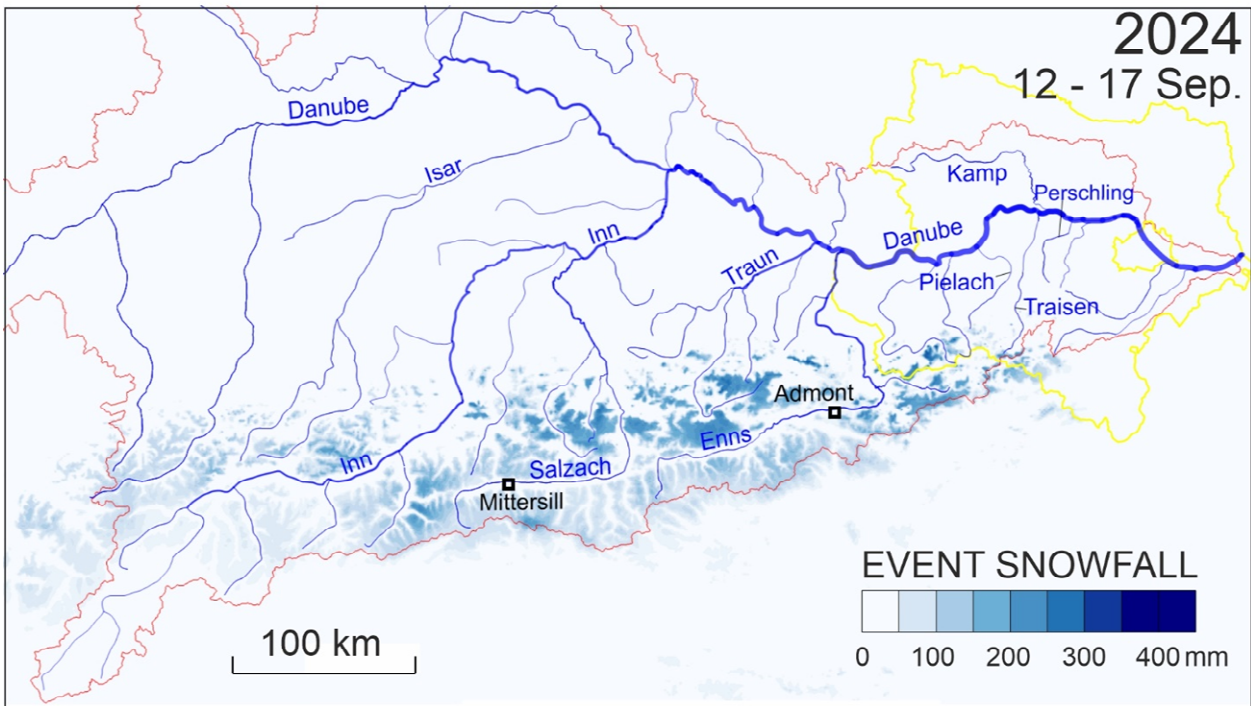 2024
12 - 17 Sep.
Danube
Isar
Kamp
Perschling
Inn
Danube
Traun
Pielach
Traisen
Admont
Enns
Inn
Salzach
Mittersill
EVENT SNOWFALL
0 100 200 300 400 mm
100 km